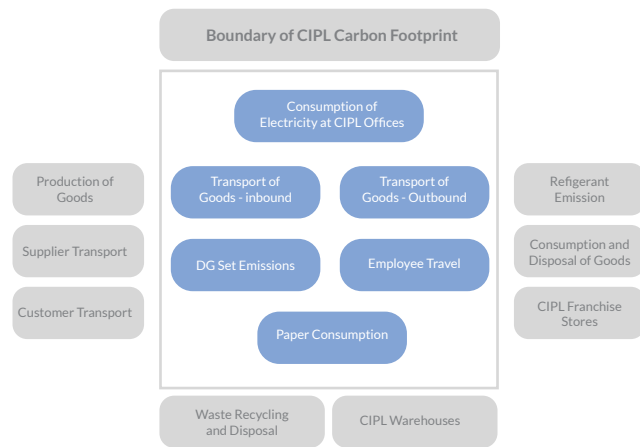 Boundary of CIPL Carbon Footprint
Consumption of
Electricity at CIPL Offices
Production of
Goods
Transport of
Goods - inbound
Transport of
Goods - Outbound
Refigerant
Emission
Supplier Transport
DG Set Emissions
Employee Travel
Consumption and
Disposal of Goods
Customer Transport
Paper Consumption
CIPL Franchise
Stores
Waste Recycling
and Disposal
CIPL Warehouses